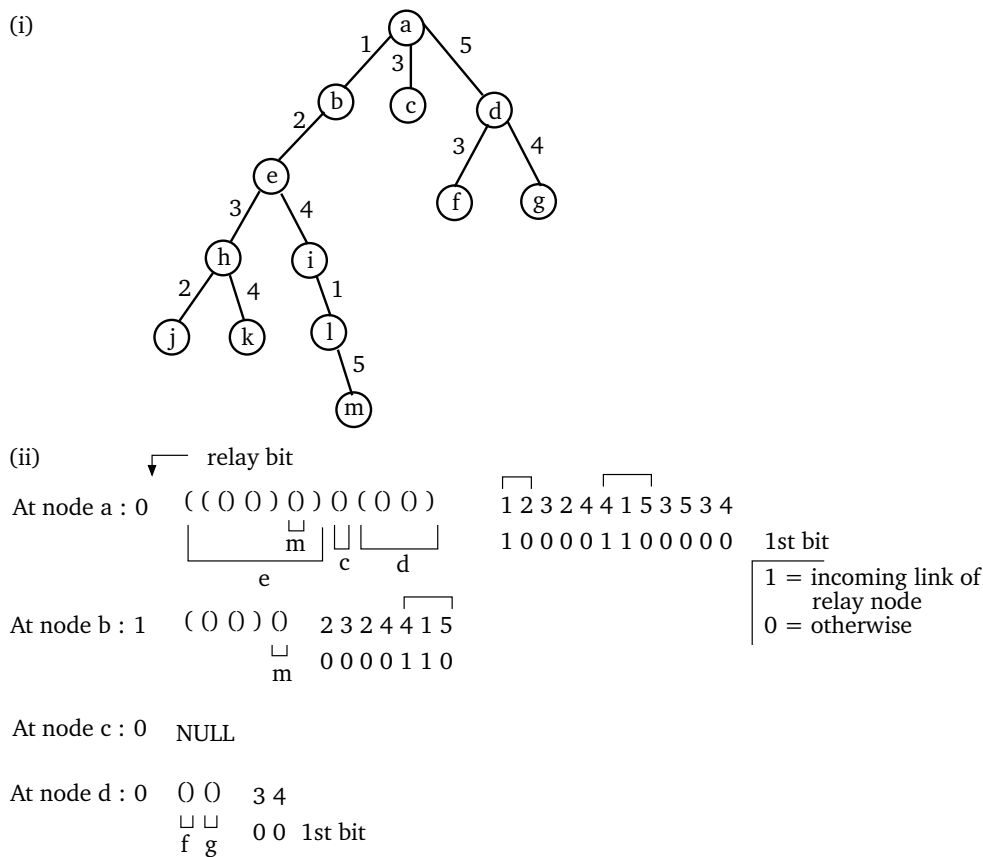 (i)
a
1
3
5
b
c
d
2
3
4
e
f
g
3
4
h
i
2
4
1
j
k
l
5
m
(ii)
relay bit
At node a : 0 ( ( () () ) () ) () ( () () ) 1 2 3 2 4 4 1 5 3 5 3 4
m
1 0 0 0 0 1 1 0 0 0 0 0 1st bit
e
c
d
1 = incoming link of
relay node
0 = otherwise
At node b : 1 ( () () ) () 2 3 2 4 4 1 5
m
0 0 0 0 1 1 0
At node c : 0 NULL
At node d : 0 () () 3 4
f g
0 0 1st bit